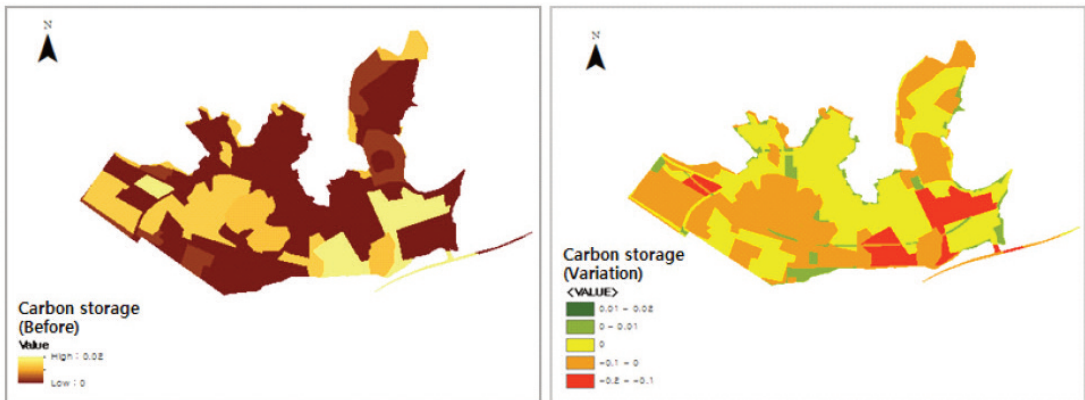 N
Carbon storage
(Before)
Value
High : 0.02
Low : 0
N
Carbon storage
(Variation)
<VALUE>
0.01 - 0.02
0 - 0.01
0
-0.1 - 0
-0.2 - -0.1